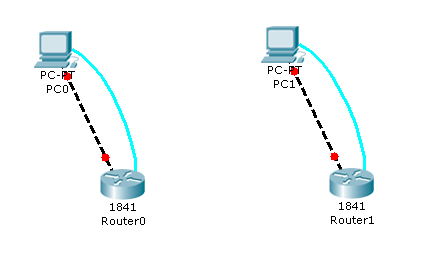 PC-PT
PC0
PC-PT
PC1
1841
Router0
1841
Router1